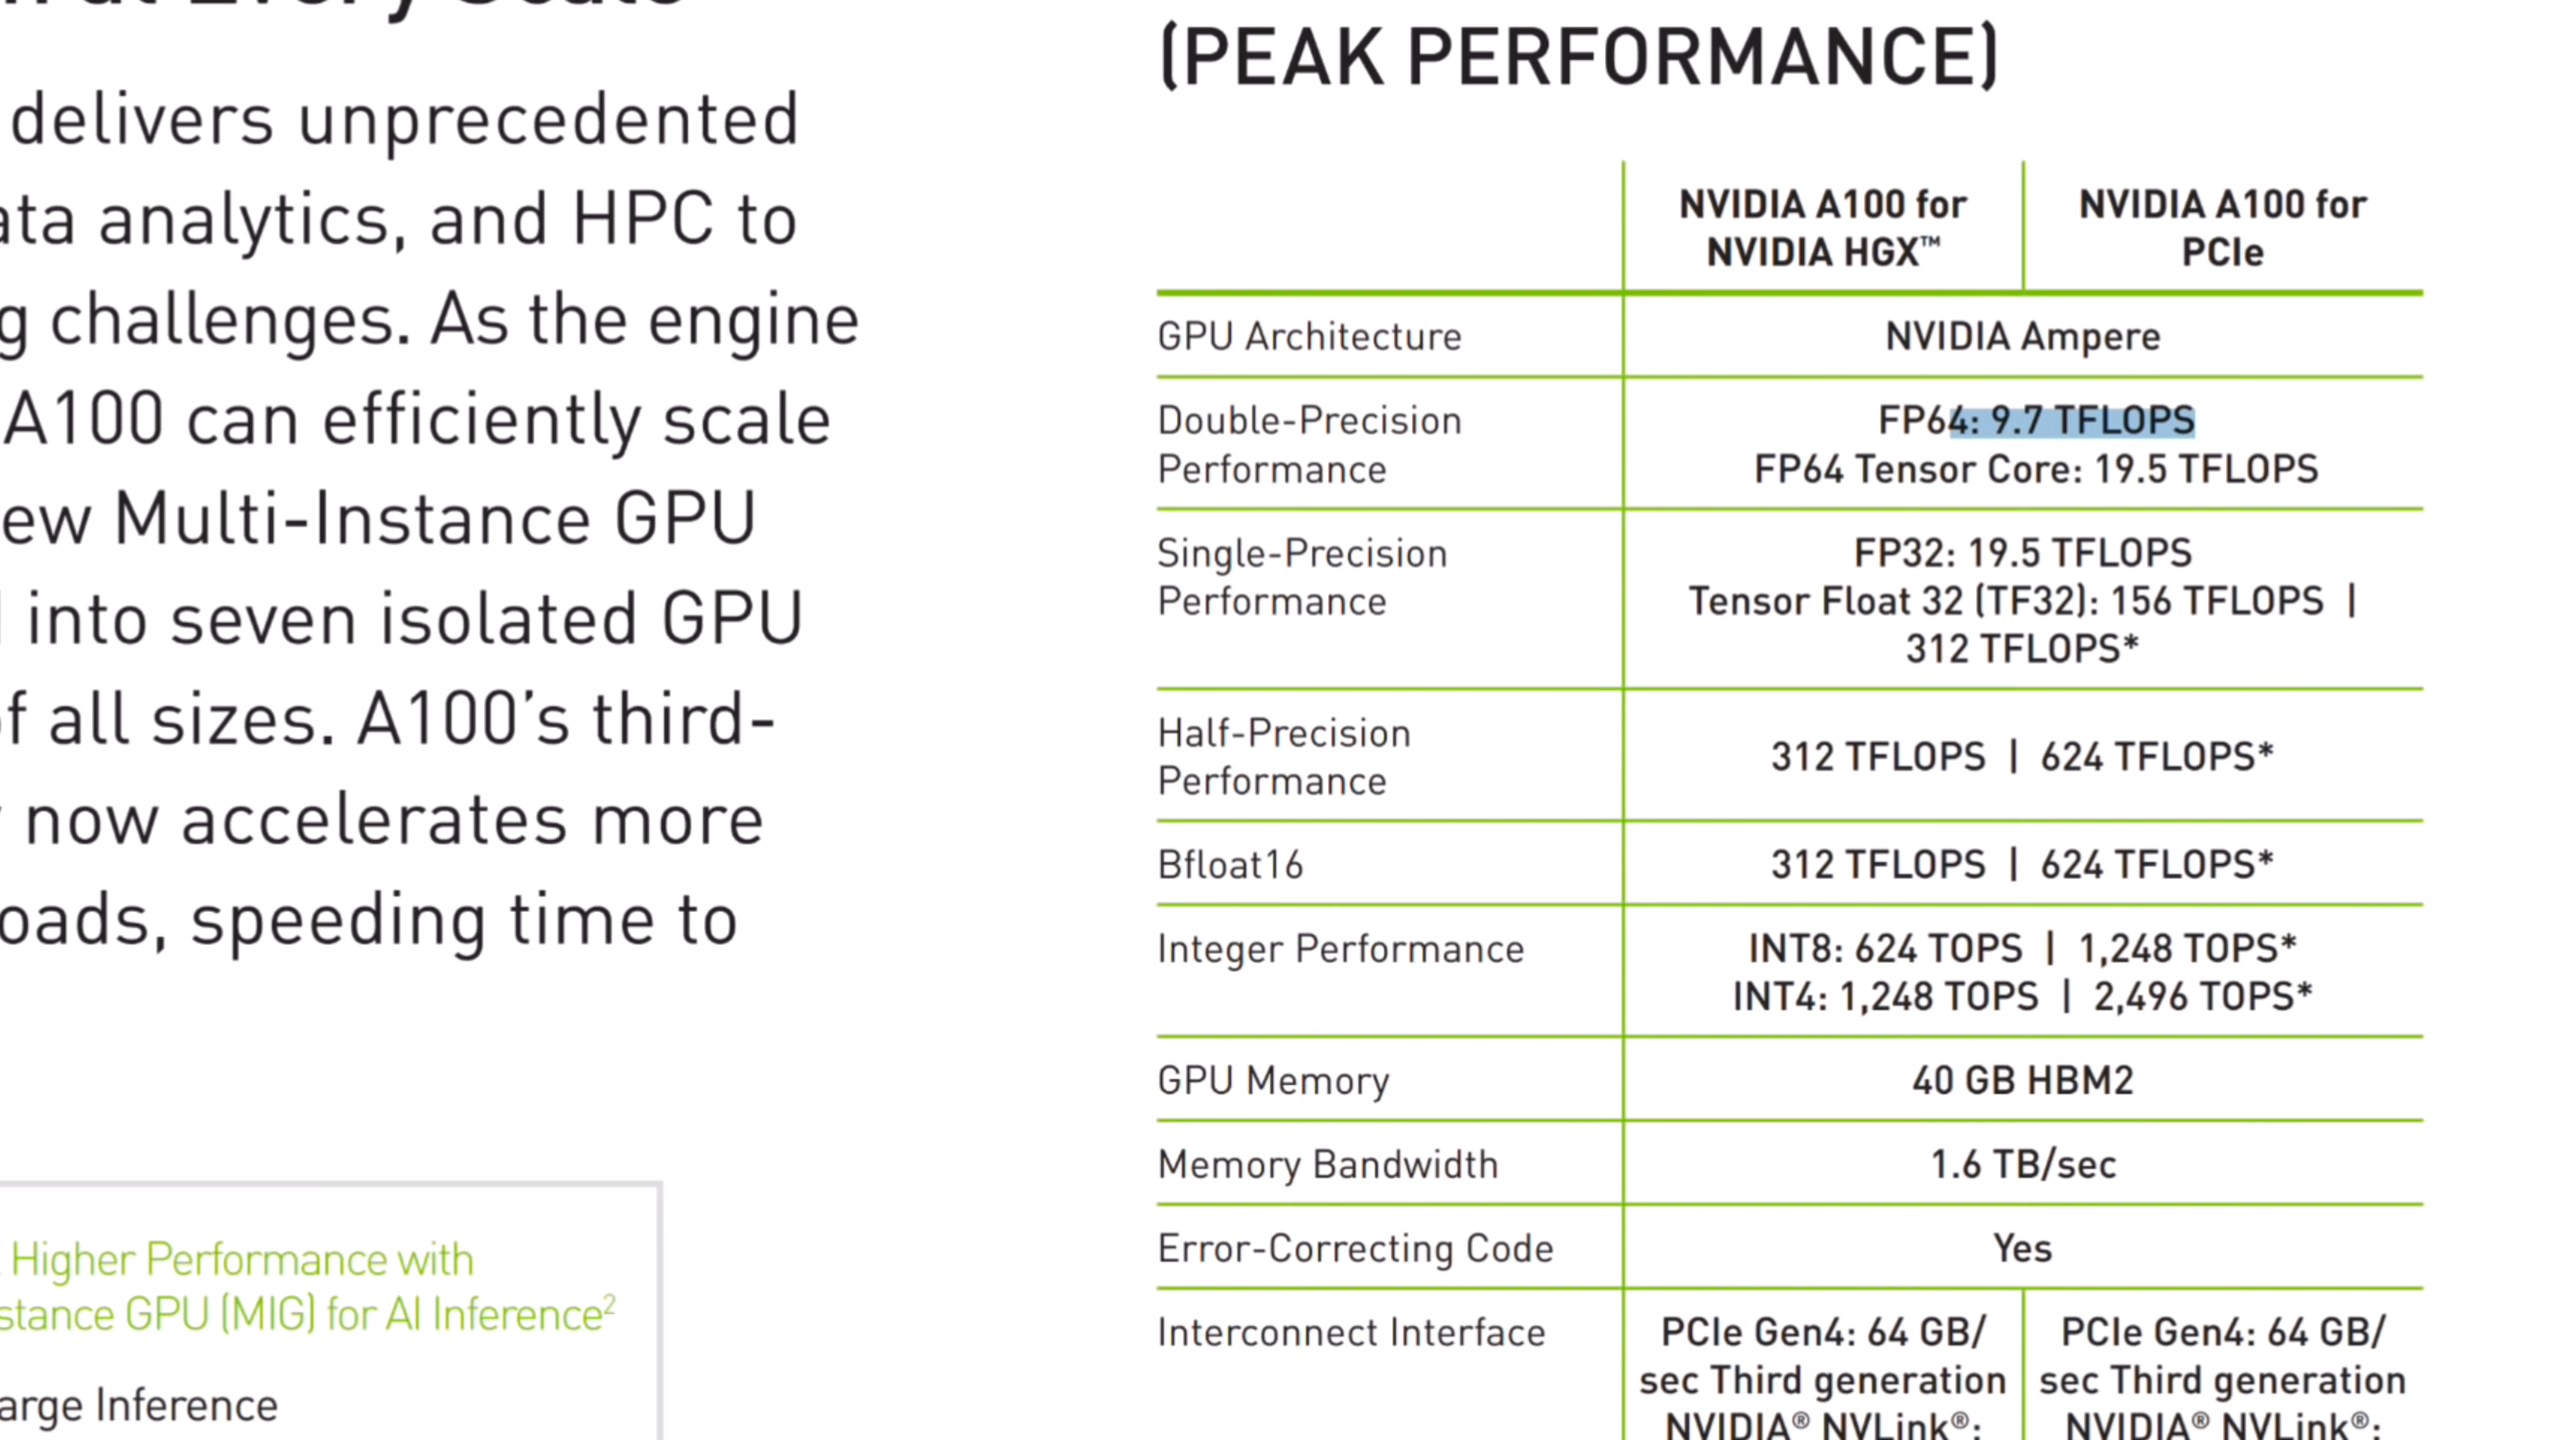 delivers unprecedented
analytics, and HPC to
challenges. As the engine
A100 can efficiently scale
Multi-Instance GPU
into seven isolated GPU
all sizes. A100’s third-
now accelerates more
speeding time to
Higher Performance with
GPU (MIG) for AI Inference²
Inference
(PEAK PERFORMANCE)
NVIDIA A100 for
NVIDIA HGX™
NVIDIA A100 for
PCIe
GPU Architecture
NVIDIA Ampere
Double-Precision
Performance
FP64: 9.7 TFLOPS
FP64 Tensor Core: 19.5 TFLOPS
Single-Precision
Performance
FP32: 19.5 TFLOPS
Tensor Float 32 (TF32): 156 TFLOPS |
312 TFLOPS*
Half-Precision
Performance
312 TFLOPS | 624 TFLOPS*
Bfloat16
312 TFLOPS | 624 TFLOPS*
Integer Performance
INT8: 624 TOPS | 1,248 TOPS*
INT4: 1,248 TOPS | 2,496 TOPS*
GPU Memory
40 GB HBM2
Memory Bandwidth
1.6 TB/sec
Error-Correcting Code
Yes
Interconnect Interface
PCIe Gen4: 64 GB/
sec Third generation
NVIDIA® NVLink®:
PCIe Gen4: 64 GB/
sec Third generation
NVIDIA® NVLink®: